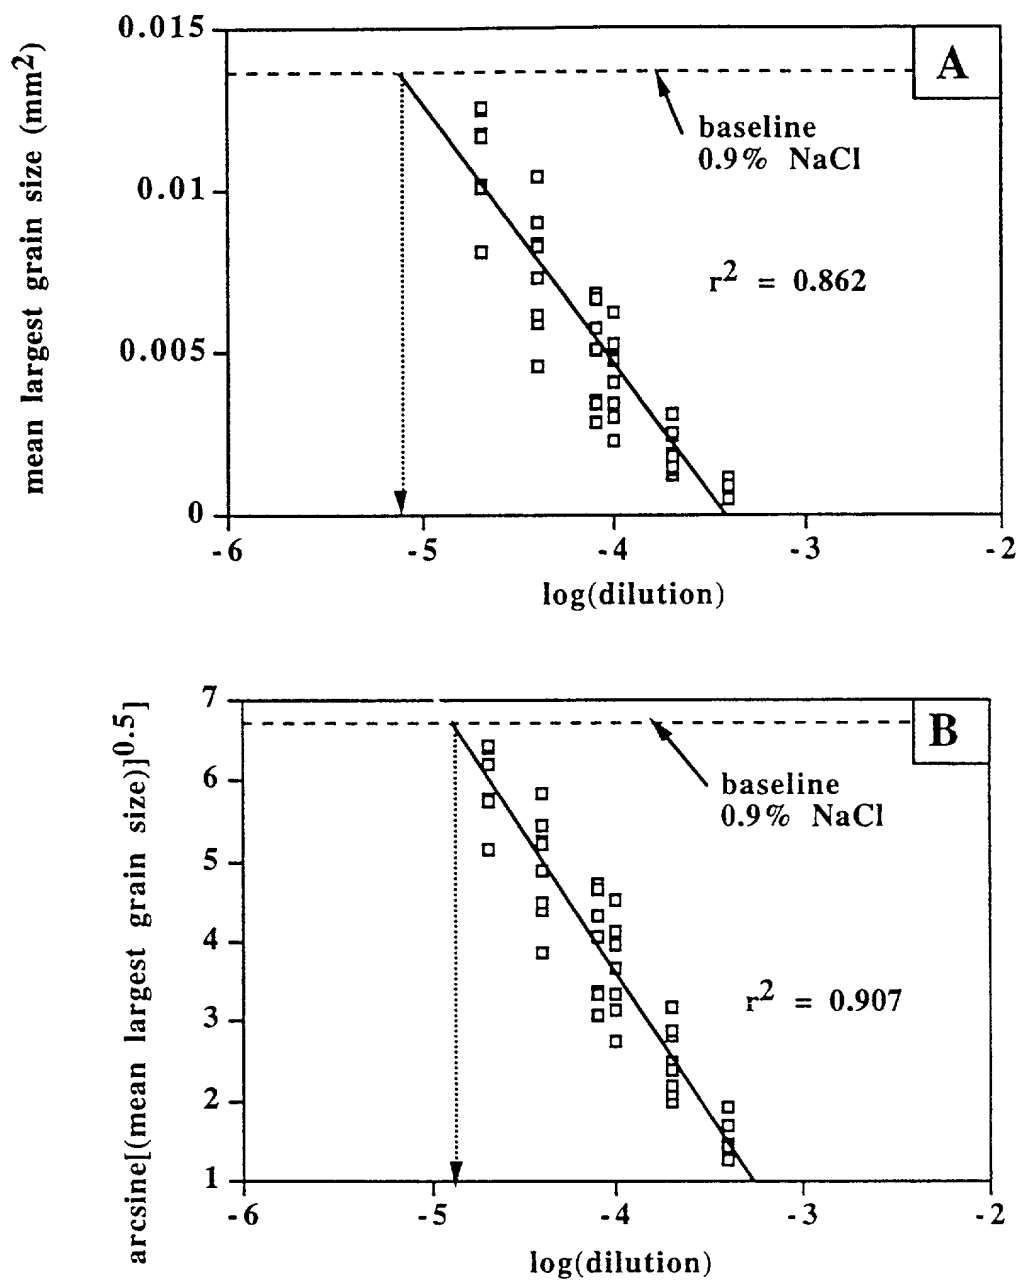 0.015
0.01
0.005
0
mean largest grain size (mm2)
A
baseline
0.9% NaCl
r2 = 0.862
-6 -5 -4 -3 -2
log(dilution)
7
6
5
4
3
2
1
arcsine[(mean largest grain size)]0.5]
B
baseline
0.9% NaCl
r2 = 0.907
-6 -5 -4 -3 -2
log(dilution)